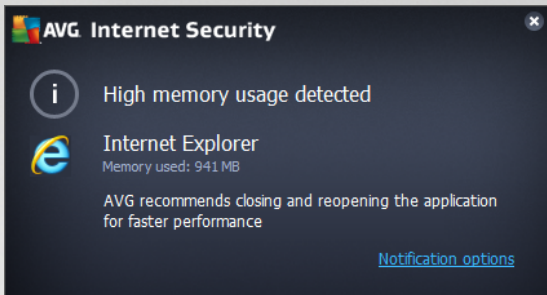 AVG. Internet Security
High memory usage detected
Internet Explorer
Memory used: 941 MB
AVG recommends closing and reopening the application
for faster performance
Notification options